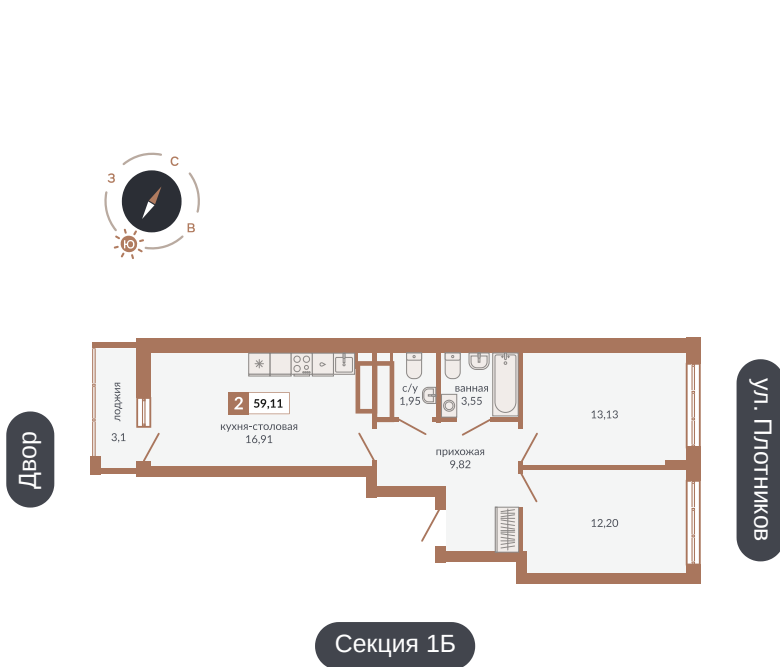 С
З
В
Ю
2 59,11
кухня-столовая
16,91
лоджия
3,1
с/у
1,95
ванная
3,55
прихожая
9,82
13,13
12,20
Двор
ул. Плотников
Секция 1Б